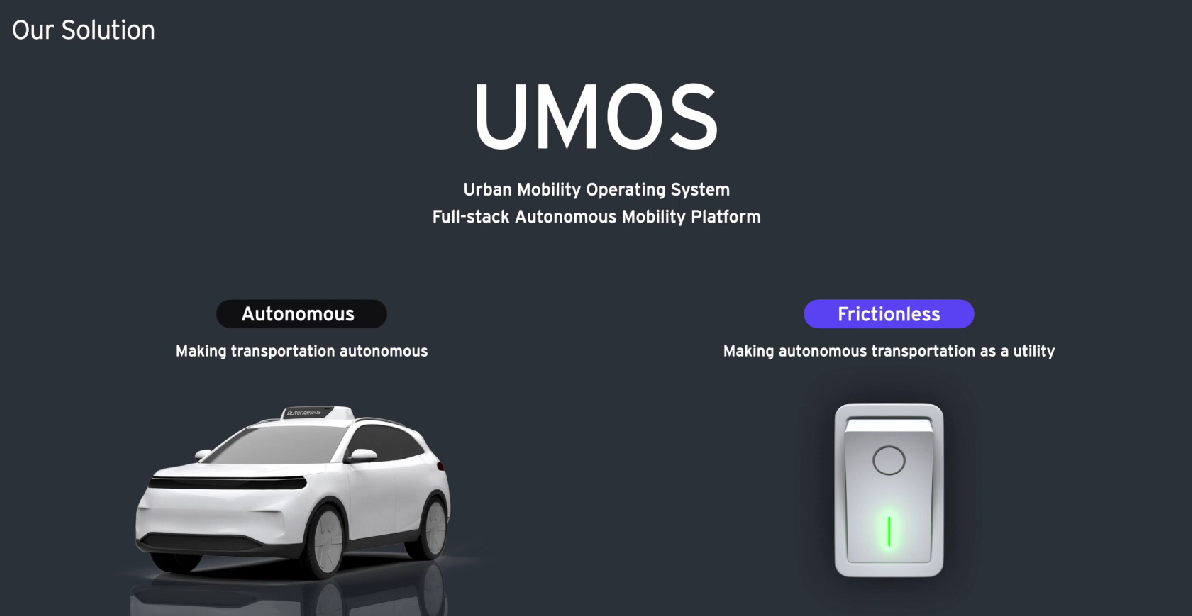 Our Solution
UMOS
Urban Mobility Operating System
Full-stack Autonomous Mobility Platform
Autonomous
Frictionless
Making transportation autonomous
Making autonomous transportation as a utility